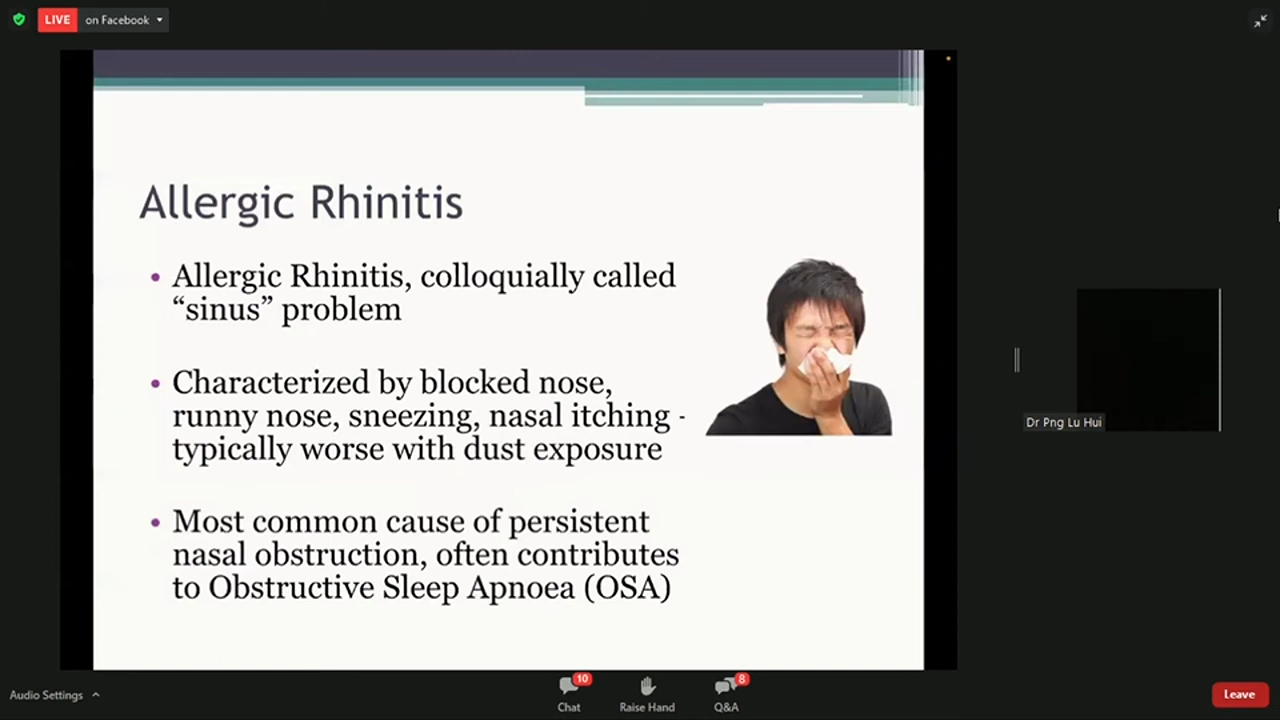 LIVE on Facebook
Allergic Rhinitis
• Allergic Rhinitis, colloquially called
“sinus” problem
• Characterized by blocked nose,
runny nose, sneezing, nasal itching -
typically worse with dust exposure
• Most common cause of persistent
nasal obstruction, often contributes
to Obstructive Sleep Apnoea (OSA)
Dr Png Lu Hui
Audio Settings
10
8
Chat
Raise Hand
Q&A
Leave